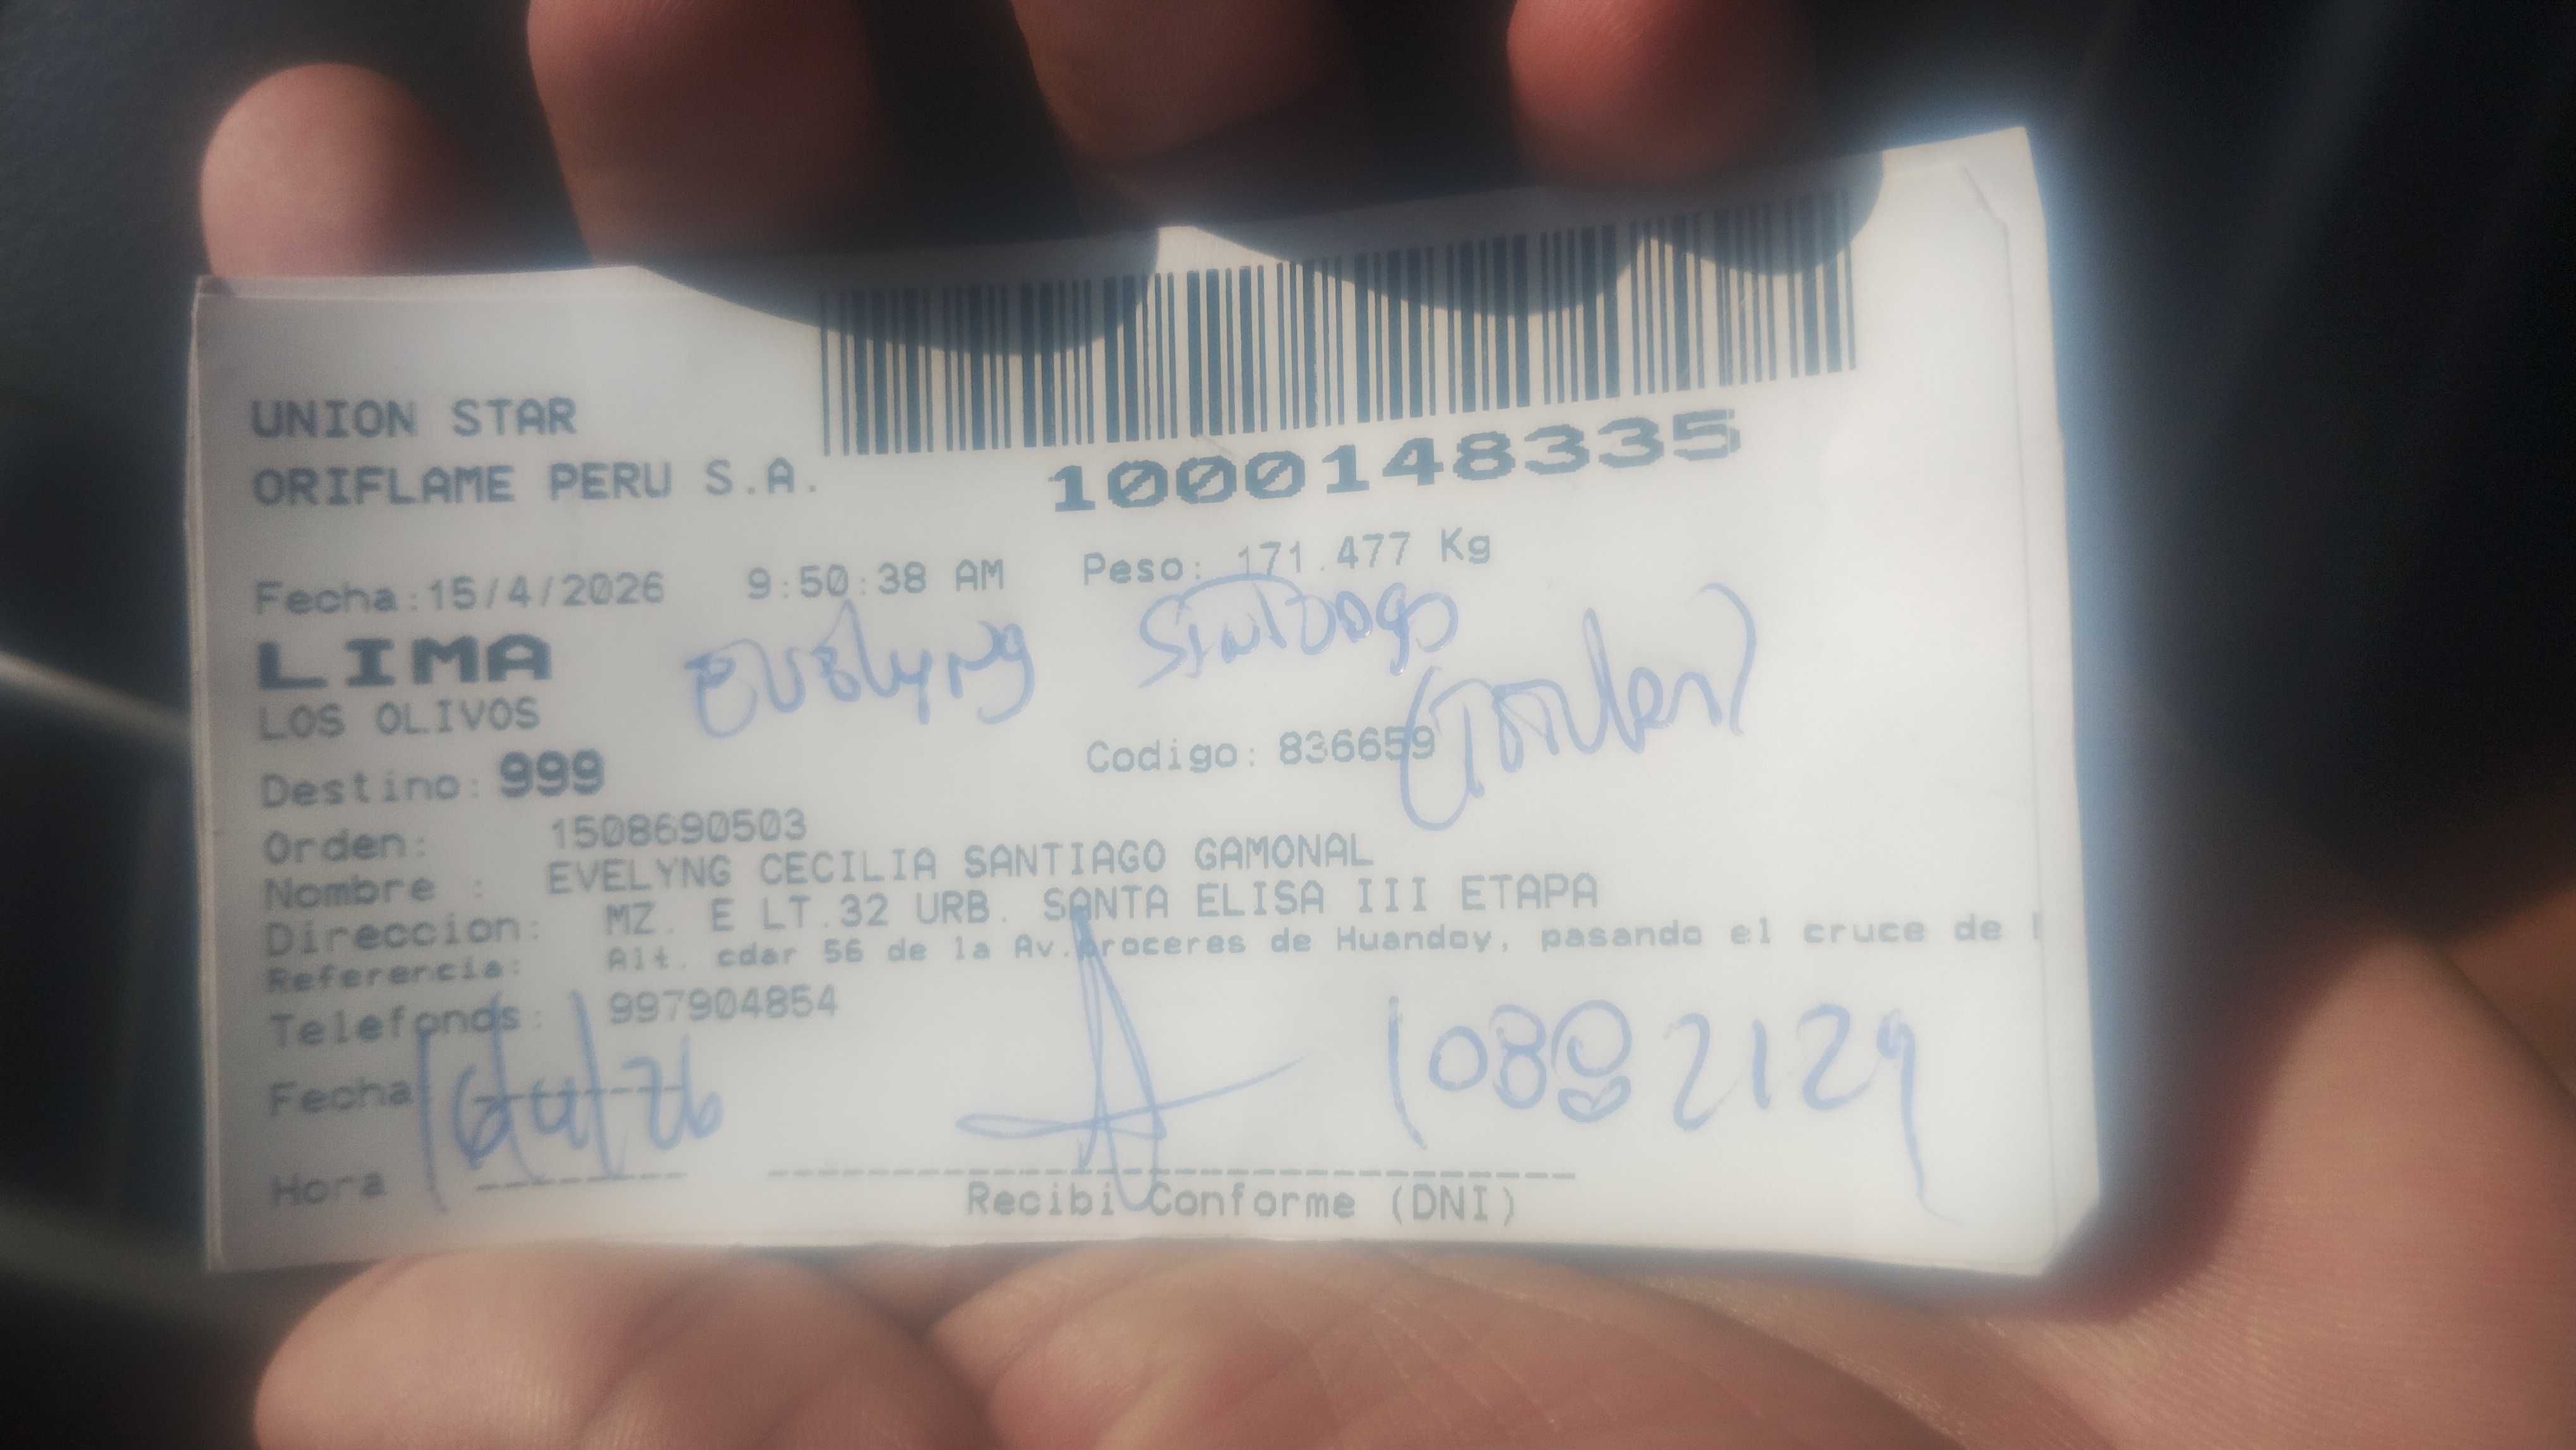 UNION STAR
ORIFLAME PERU S.A.
1000148335
Fecha:15/4/2026 9:50:38 AM Peso: 171.477 Kg
LIMA
Evelyng Santiago
LOS OLIVOS
Destino: 999 Codigo: 836659
Orden: 1508690503
Nombre : EVELYNG CECILIA SANTIAGO GAMONAL
Direccion: MZ. E LT.32 URB. SANTA ELISA III ETAPA
Referencia: Alt. cdar 56 de la Av.Proceres de Huandoy, pasando el cruce de
Telefonos: 997904854
Fecha 16/4/26
Hora
Recibi Conforme (DNI)